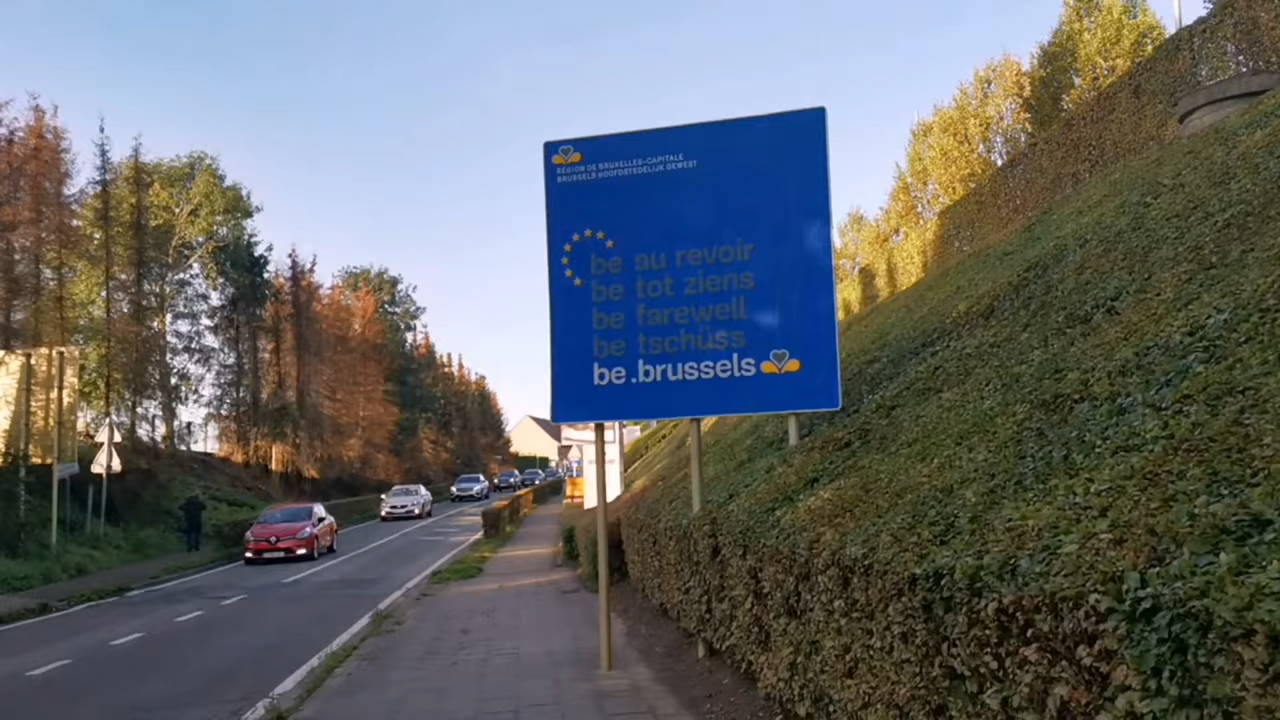 RÉGION DE BRUXELLES-CAPITALE
BRUSSELS HOOFDSTEDELIJK GEWEST
be au revoir
be tot ziens
be farewell
be tschüss
be.brussels